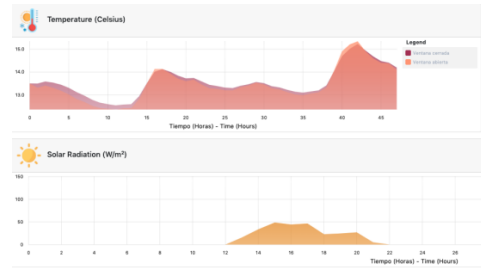 Temperature (Celsius)
Legend
Ventana cerrada
Ventana abierta
15.0
14.0
13.0
0 5 10 15 20 25 30 35 40 45
Tiempo (Horas) - Time (Hours)
Solar Radiation (W/m²)
150
100
50
0
0 2 4 6 8 10 12 14 16 18 20 22 24 26
Tiempo (Horas) - Time (Hours)